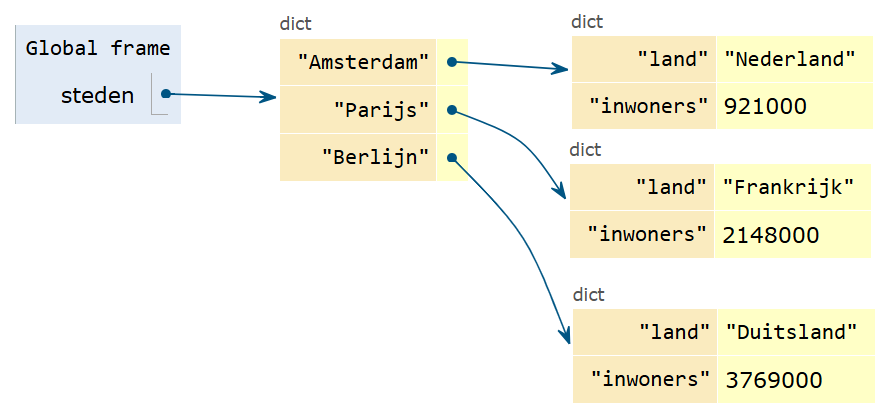 Global frame
steden
dict
"Amsterdam"
"Parijs"
"Berlijn"
dict
"land" "Nederland"
"inwoners" 921000
dict
"land" "Frankrijk"
"inwoners" 2148000
dict
"land" "Duitsland"
"inwoners" 3769000